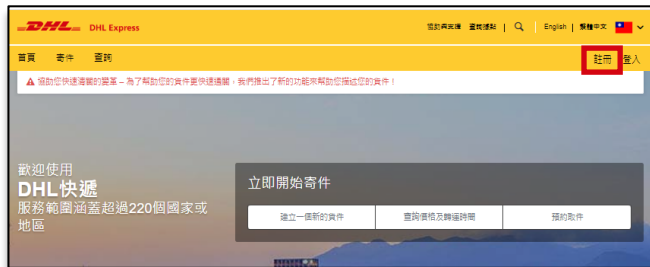 DHL DHL Express
協助與支援 查詢據點 | English | 繁體中文
首頁 寄件 查詢 註冊 登入
協助您快速清關的變革 – 為了幫助您的貨件更快速通關，我們推出了新的功能來幫助您描述您的貨件！
歡迎使用
DHL快遞
服務範圍涵蓋超過220個國家或
地區
立即開始寄件
建立一個新的貨件 查詢價格及轉運時間 預約取件